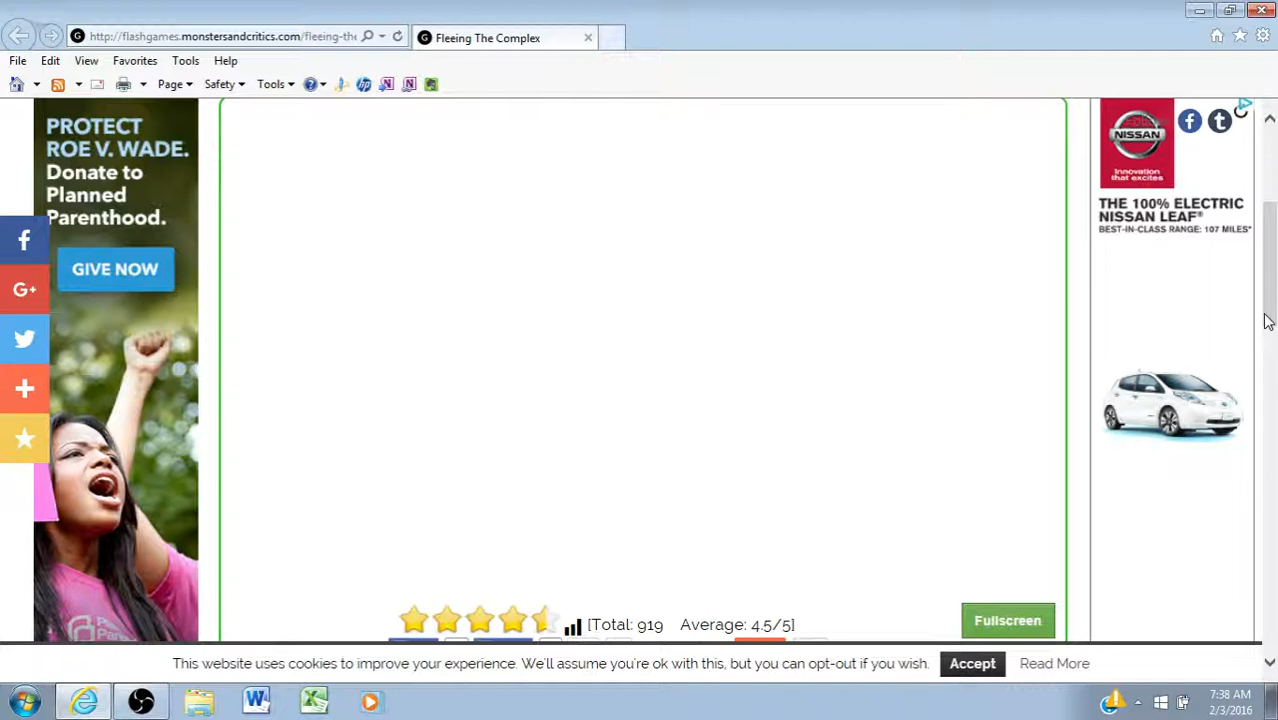 http://flashgames.monstersandcritics.com/fleeing-the
Fleeing The Complex
File Edit View Favorites Tools Help
Page Safety Tools
PROTECT
ROE V. WADE.
Donate to
Planned
Parenthood.
GIVE NOW
NISSAN
Innovation
that excites
THE 100% ELECTRIC
NISSAN LEAF®
BEST-IN-CLASS RANGE: 107 MILES*
G+
[Total: 919 Average: 4.5/5]
Fullscreen
This website uses cookies to improve your experience. We'll assume you're ok with this, but you can opt-out if you wish. Accept Read More
7:38 AM
2/3/2016